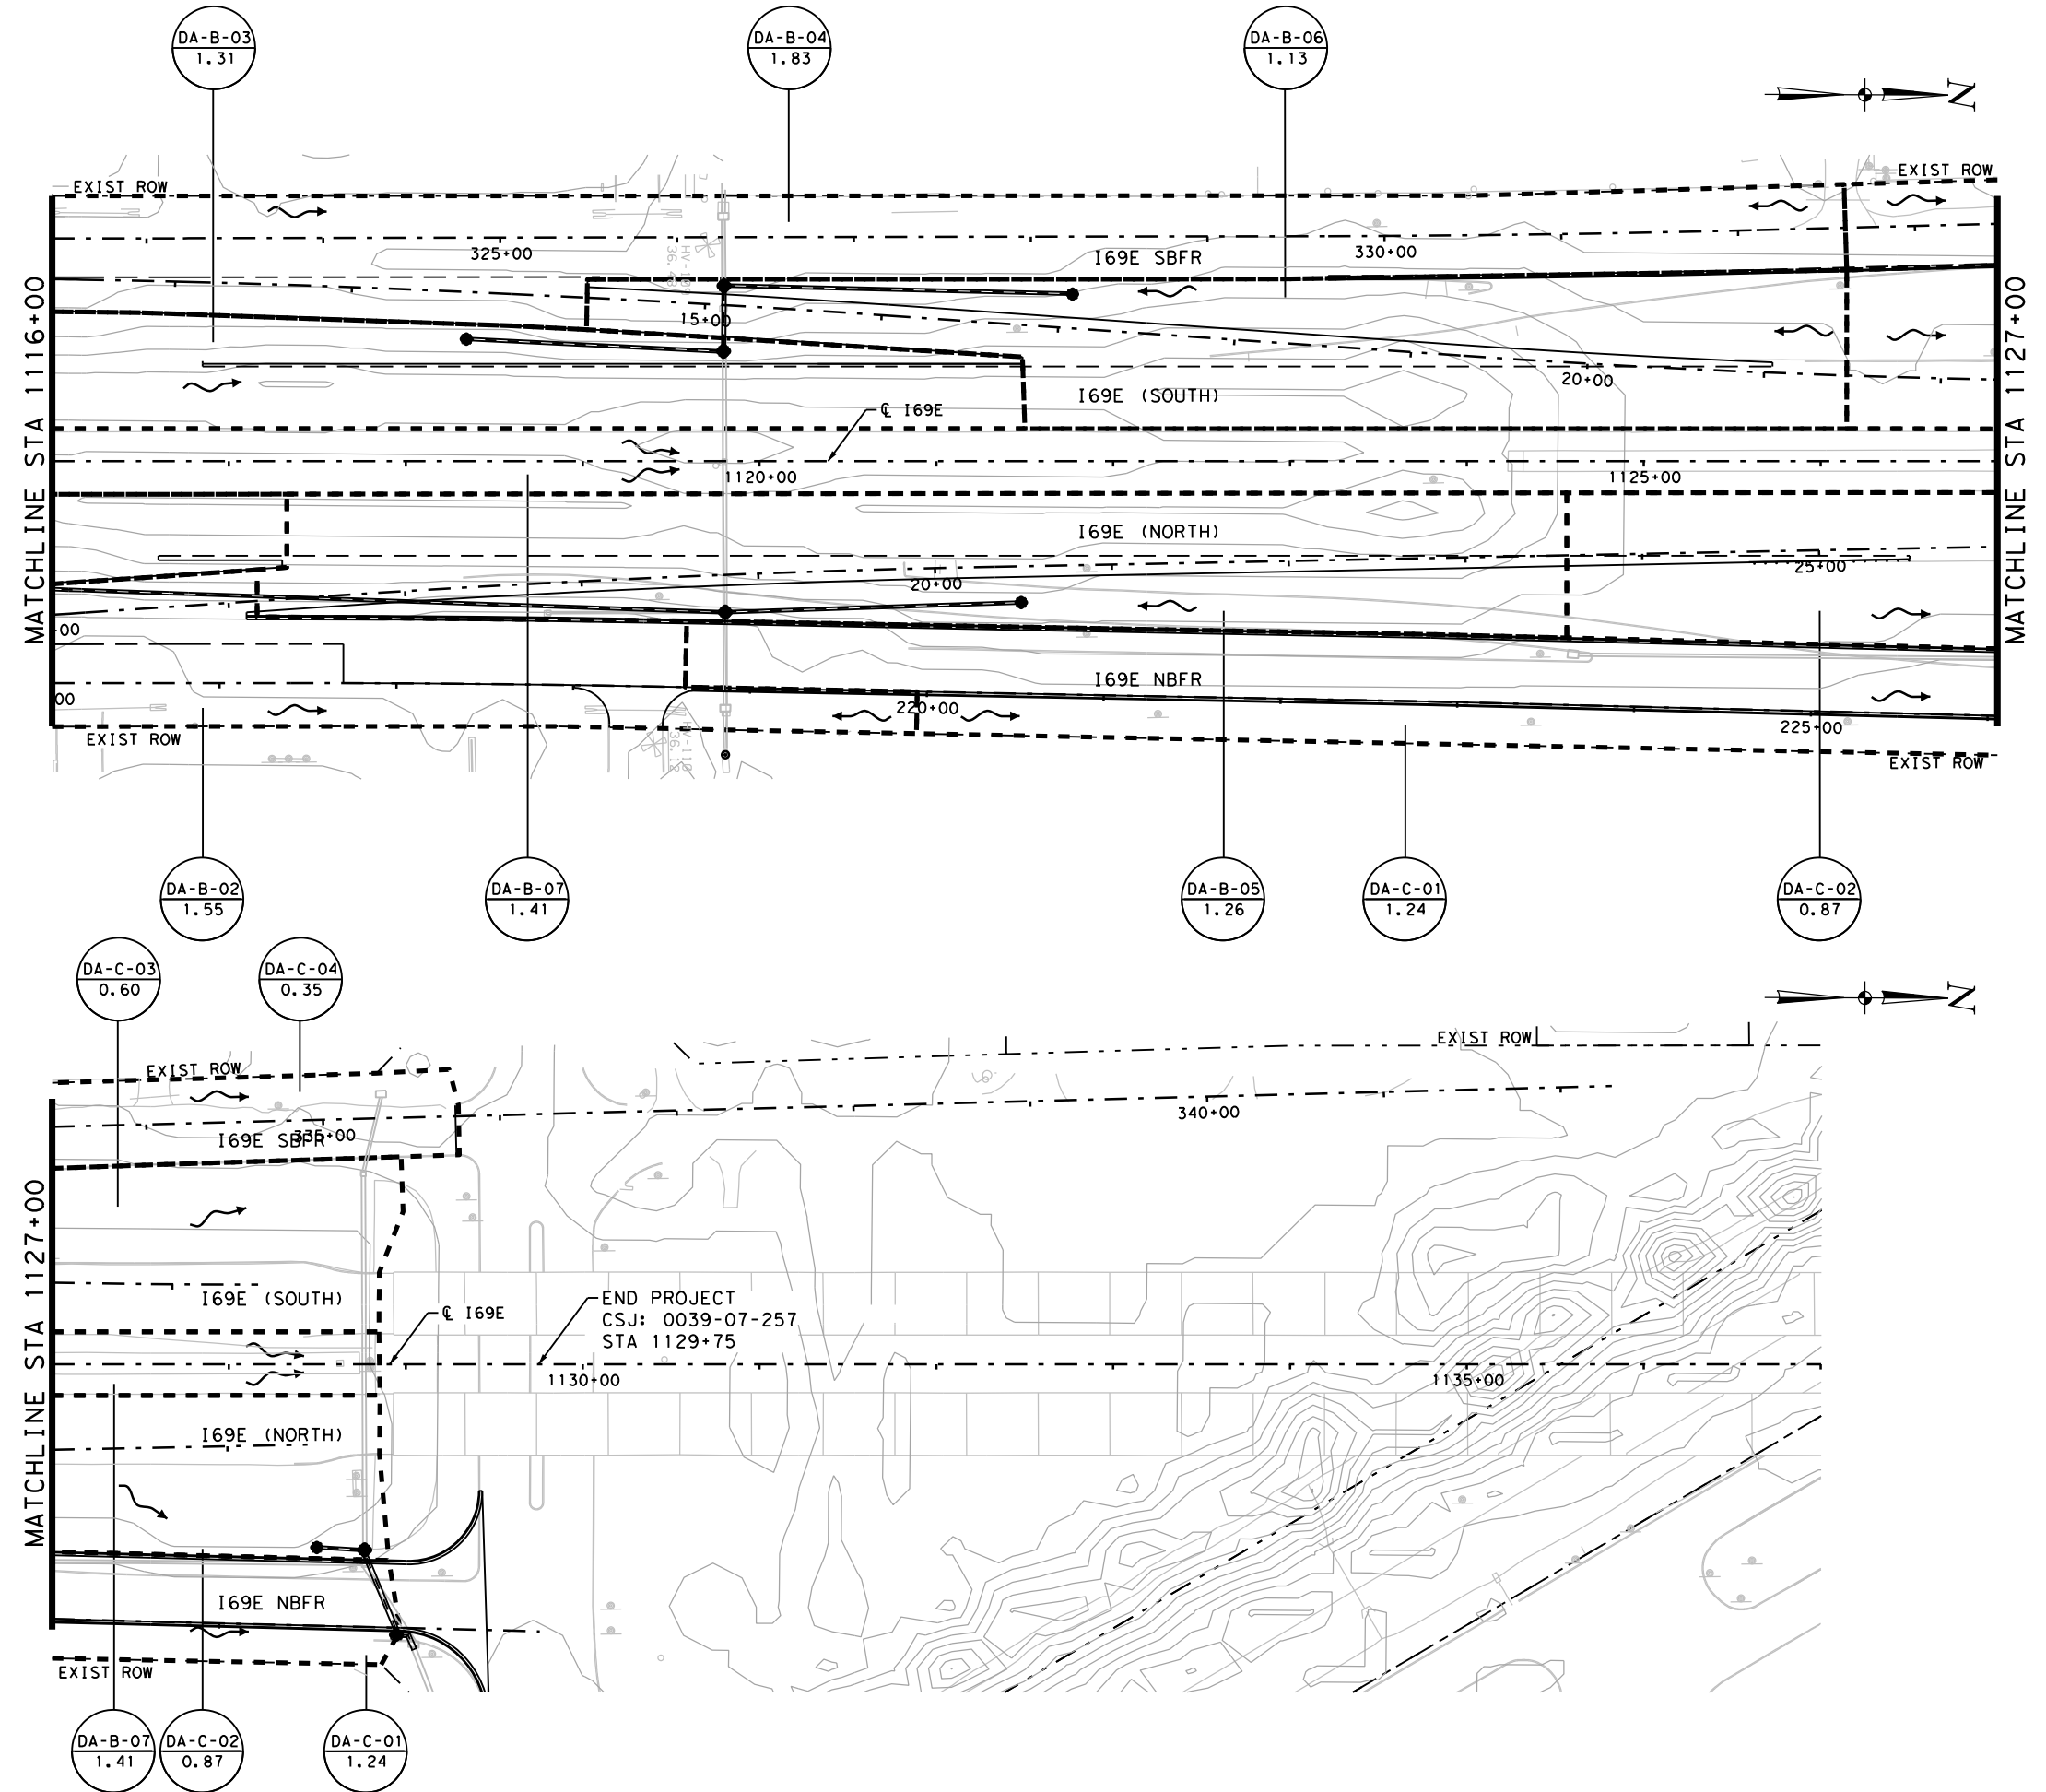 DA-B-03
1.31
DA-B-04
1.83
DA-B-06
1.13
N
EXIST ROW
EXIST ROW
325+00
I69E SBFR
330+00
HV-19
15+00
MATCHLINE STA 1116+00
MATCHLINE STA 1127+00
I69E (SOUTH)
20+00
℄ I69E
1120+00
1125+00
I69E (NORTH)
20+00
25+00
+00
I69E NBFR
00
220+00
225+00
EXIST ROW
EXIST ROW
DA-B-02
1.55
DA-B-07
1.41
DA-B-05
1.26
DA-C-01
1.24
DA-C-02
0.87
DA-C-03
0.60
DA-C-04
0.35
N
EXIST ROW
EXIST ROW
340+00
I69E SBFR
335+00
MATCHLINE STA 1127+00
I69E (SOUTH)
℄ I69E
END PROJECT
CSJ: 0039-07-257
STA 1129+75
1130+00
1135+00
I69E (NORTH)
I69E NBFR
EXIST ROW
DA-B-07
1.41
DA-C-02
0.87
DA-C-01
1.24